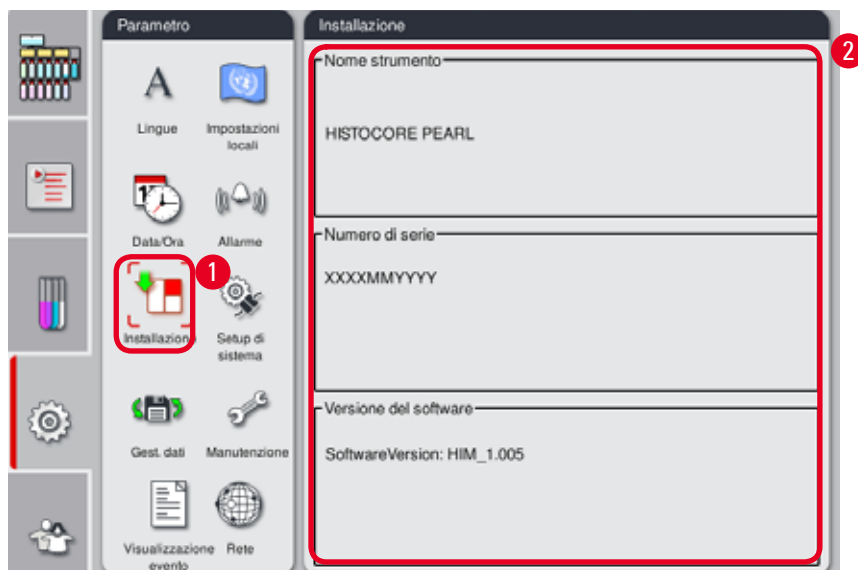 Parametro
Installazione
2
A
Lingue
Impostazioni
locali
Data/Ora
Allarme
1
Installazione
Setup di
sistema
Gest. dati
Manutenzione
Visualizzazione
evento
Rete
Nome strumento
HISTOCORE PEARL
Numero di serie
XXXXMMYYYY
Versione del software
SoftwareVersion: HIM_1.005